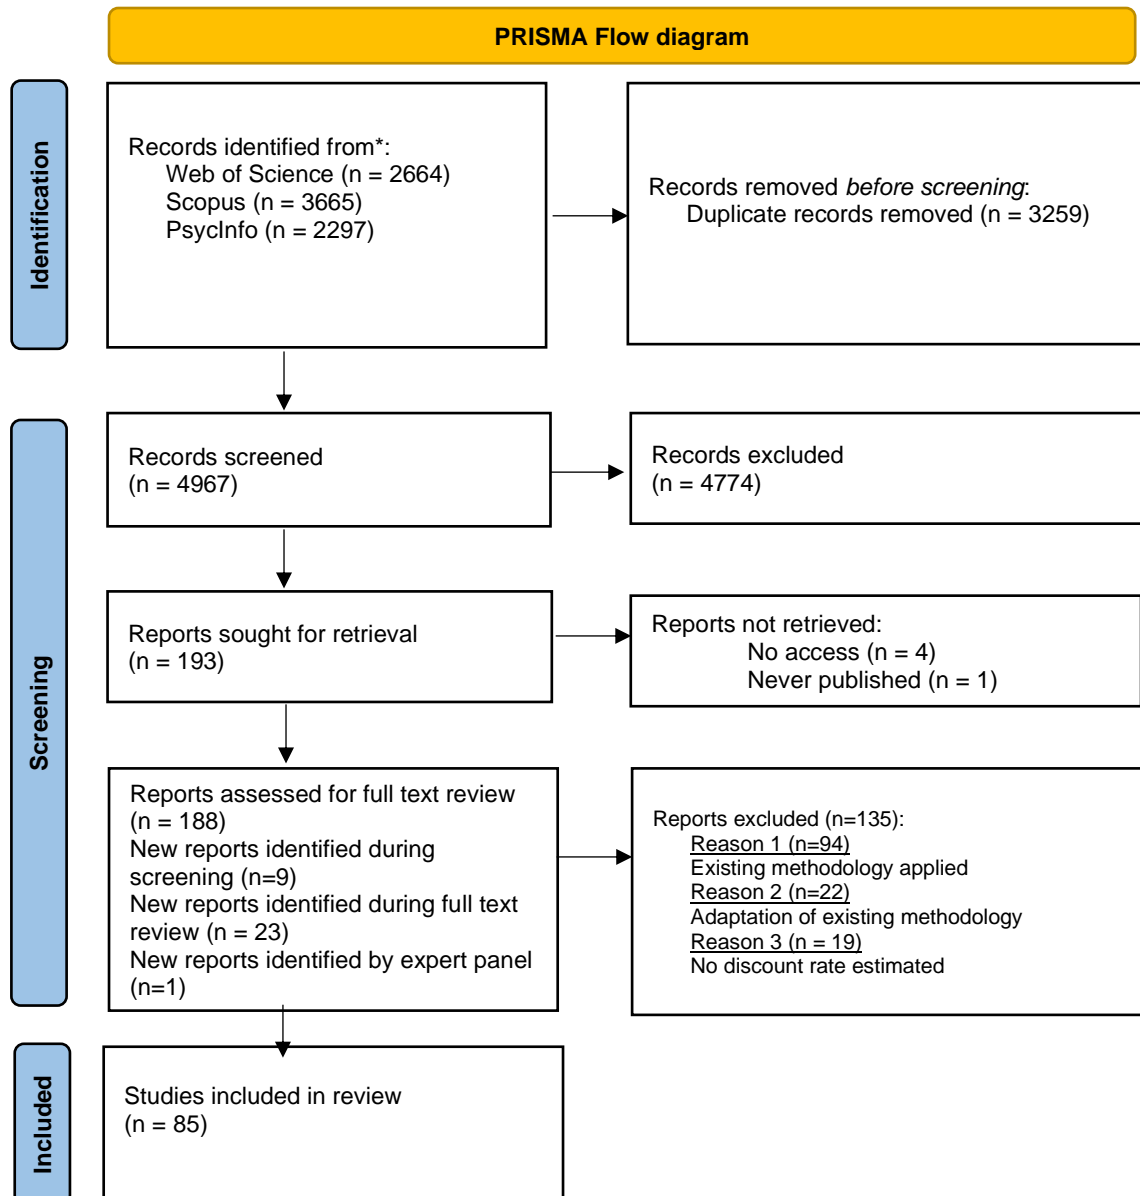 PRISMA Flow diagram
Identification
Records identified from*:
Web of Science (n = 2664)
Scopus (n = 3665)
PsycInfo (n = 2297)
Records removed before screening:
Duplicate records removed (n = 3259)
Screening
Records screened
(n = 4967)
Records excluded
(n = 4774)
Reports sought for retrieval
(n = 193)
Reports not retrieved:
No access (n = 4)
Never published (n = 1)
Reports assessed for full text review
(n = 188)
New reports identified during
screening (n=9)
New reports identified during full text
review (n = 23)
New reports identified by expert panel
(n=1)
Reports excluded (n=135):
Reason 1 (n=94)
Existing methodology applied
Reason 2 (n=22)
Adaptation of existing methodology
Reason 3 (n = 19)
No discount rate estimated
Included
Studies included in review
(n = 85)